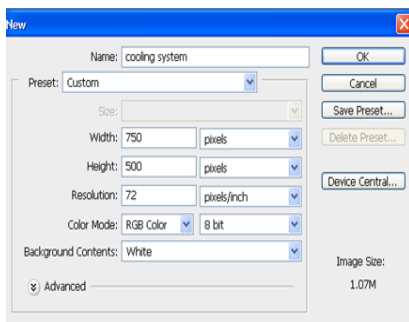 New
Name: cooling system
OK
Preset: Custom
Cancel
Size:
Save Preset...
Width: 750 pixels
Delete Preset...
Height: 500 pixels
Resolution: 72 pixels/inch
Device Central...
Color Mode: RGB Color 8 bit
Background Contents: White
Image Size:
Advanced
1.07M